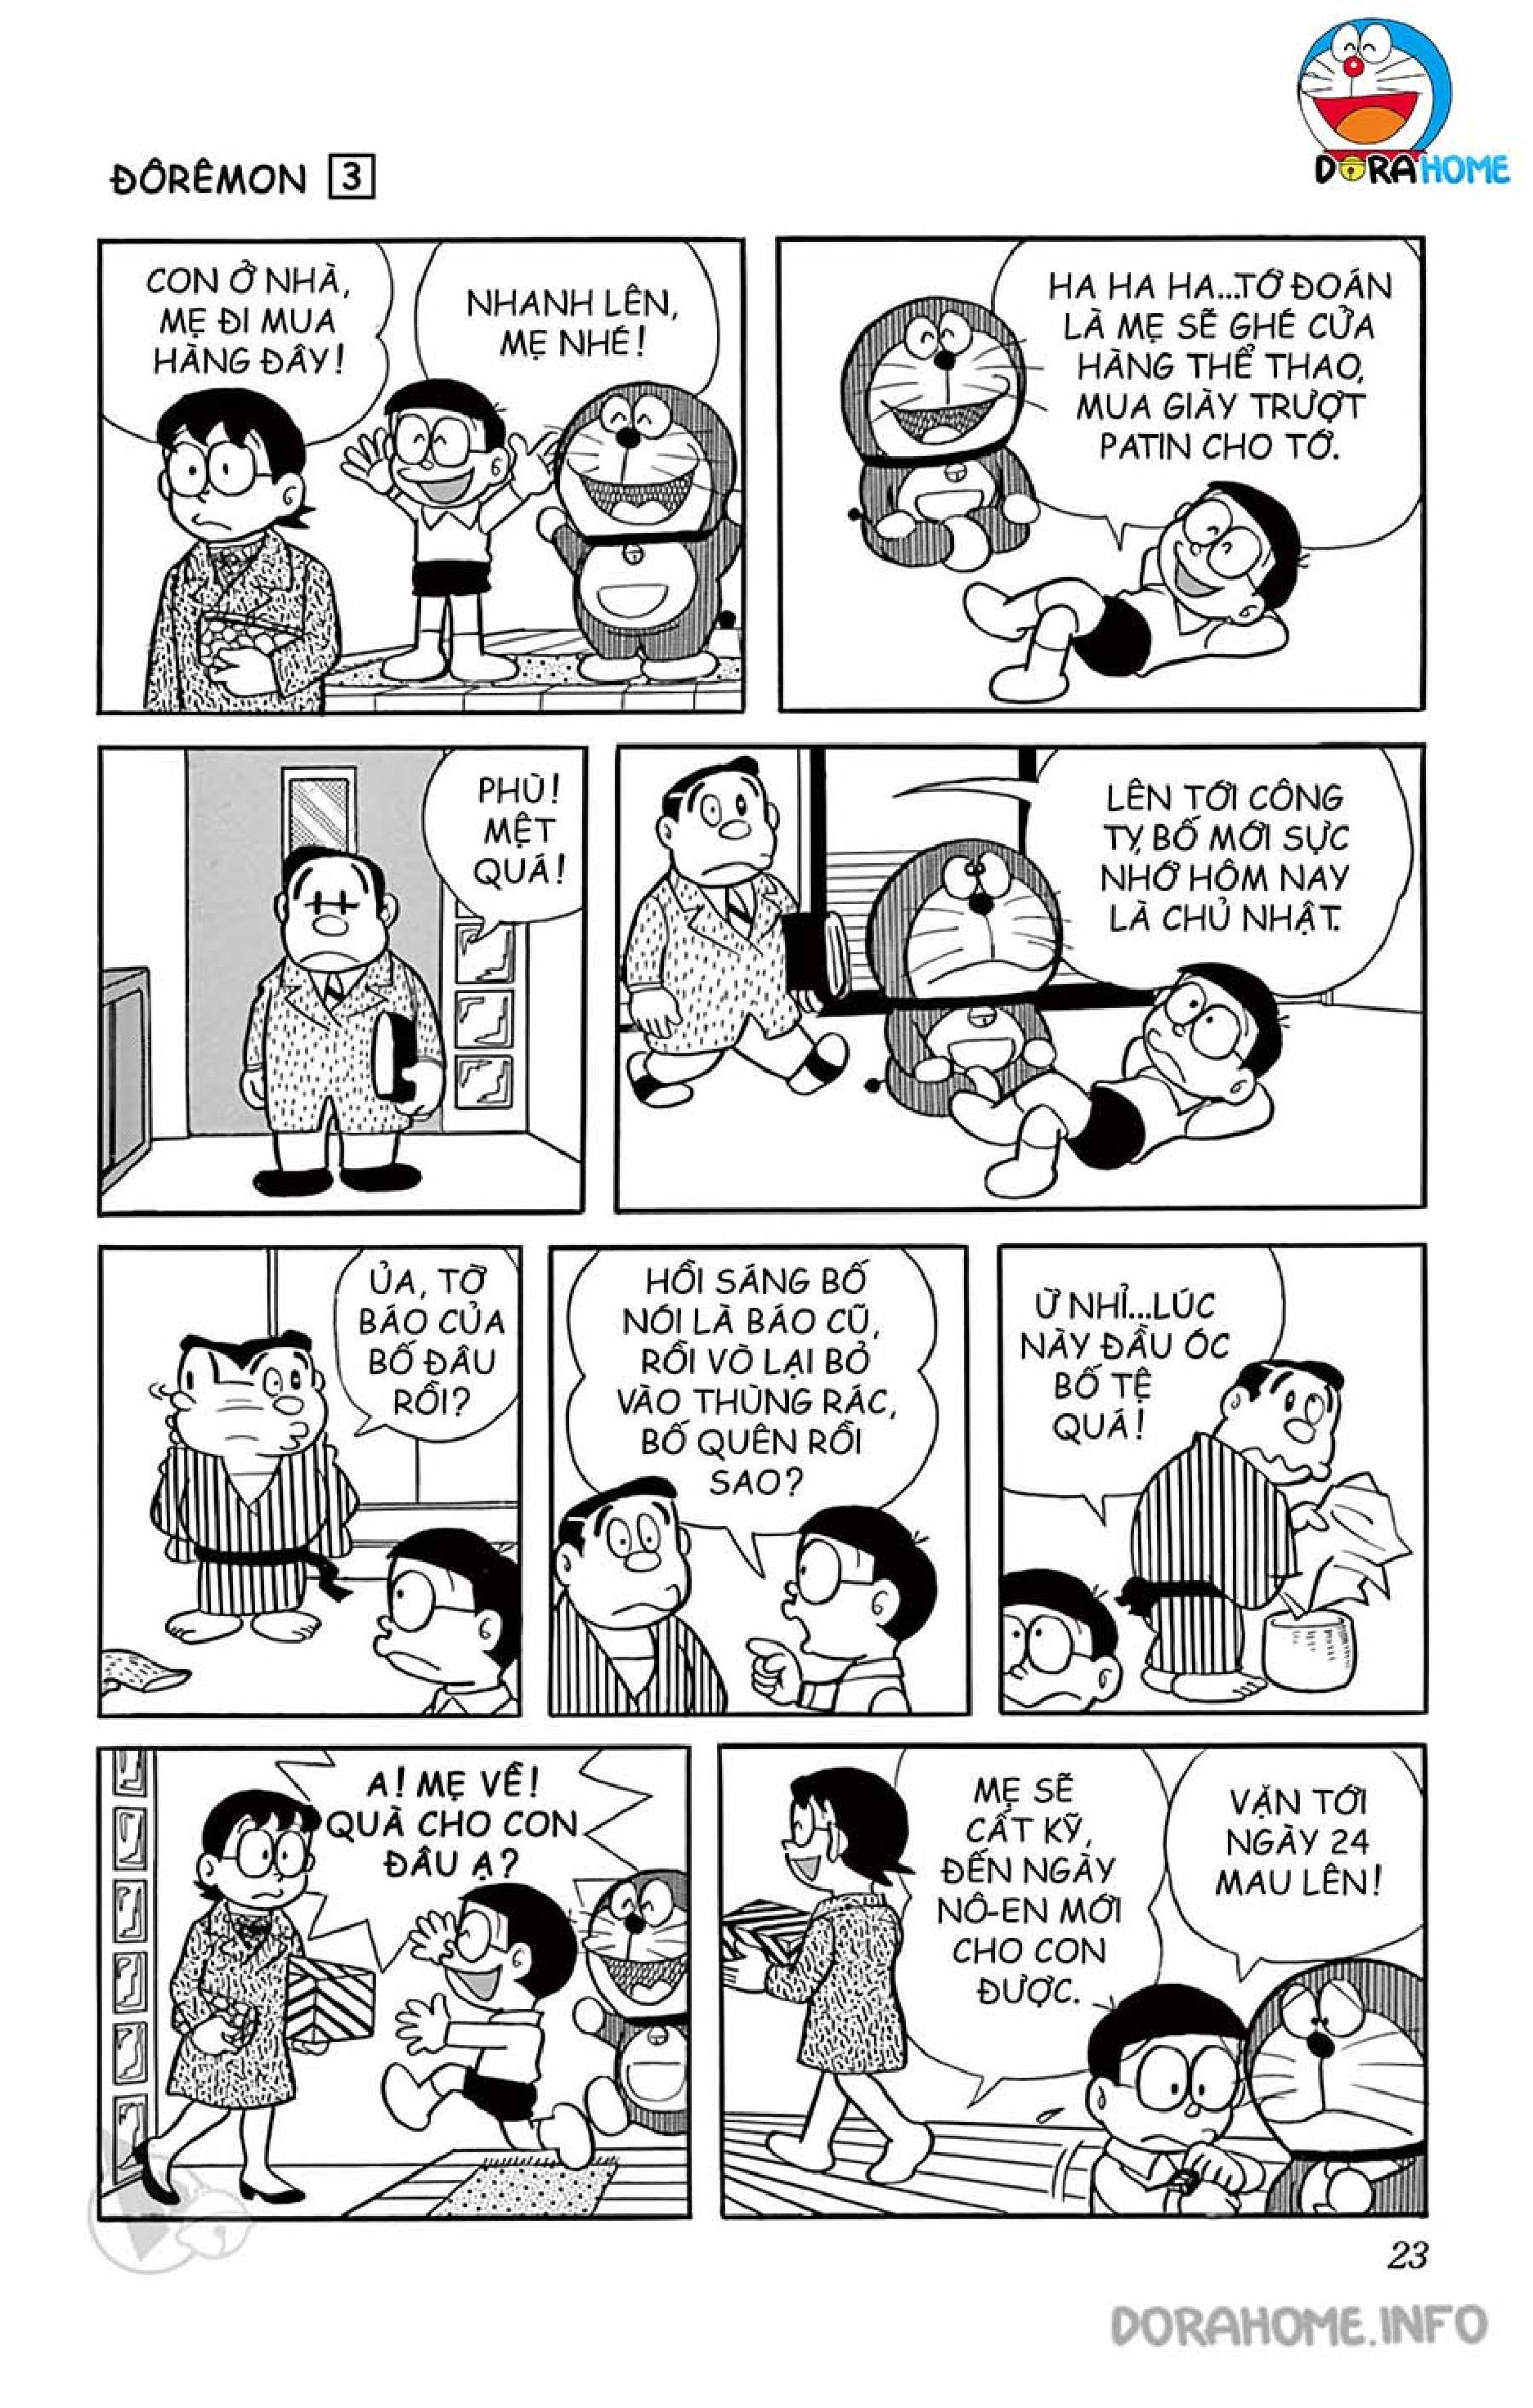 DORAHOME
ĐÔRÊMON 3
CON Ở NHÀ,
MẸ ĐI MUA
HÀNG ĐÂY!
NHANH LÊN,
MẸ NHÉ!
HA HA HA...TỚ ĐOÁN
LÀ MẸ SẼ GHÉ CỬA
HÀNG THỂ THAO,
MUA GIÀY TRƯỢT
PATIN CHO TỚ.
PHÙ!
MỆT
QUÁ!
LÊN TỚI CÔNG
TY, BỐ MỚI SỰC
NHỚ HÔM NAY
LÀ CHỦ NHẬT.
ỦA, TỜ
BÁO CỦA
BỐ ĐÂU
RỒI?
HỒI SÁNG BỐ
NÓI LÀ BÁO CŨ,
RỒI VÒ LẠI BỎ
VÀO THÙNG RÁC,
BỐ QUÊN RỒI
SAO?
Ừ NHỈ...LÚC
NÀY ĐẦU ÓC
BỐ TỆ
QUÁ!
A! MẸ VỀ!
QUÀ CHO CON
ĐÂU Ạ?
MẸ SẼ
CẤT KỸ,
ĐẾN NGÀY
NÔ-EN MỚI
CHO CON
ĐƯỢC.
VẶN TỚI
NGÀY 24
MAU LÊN!
23
DORAHOME.INFO